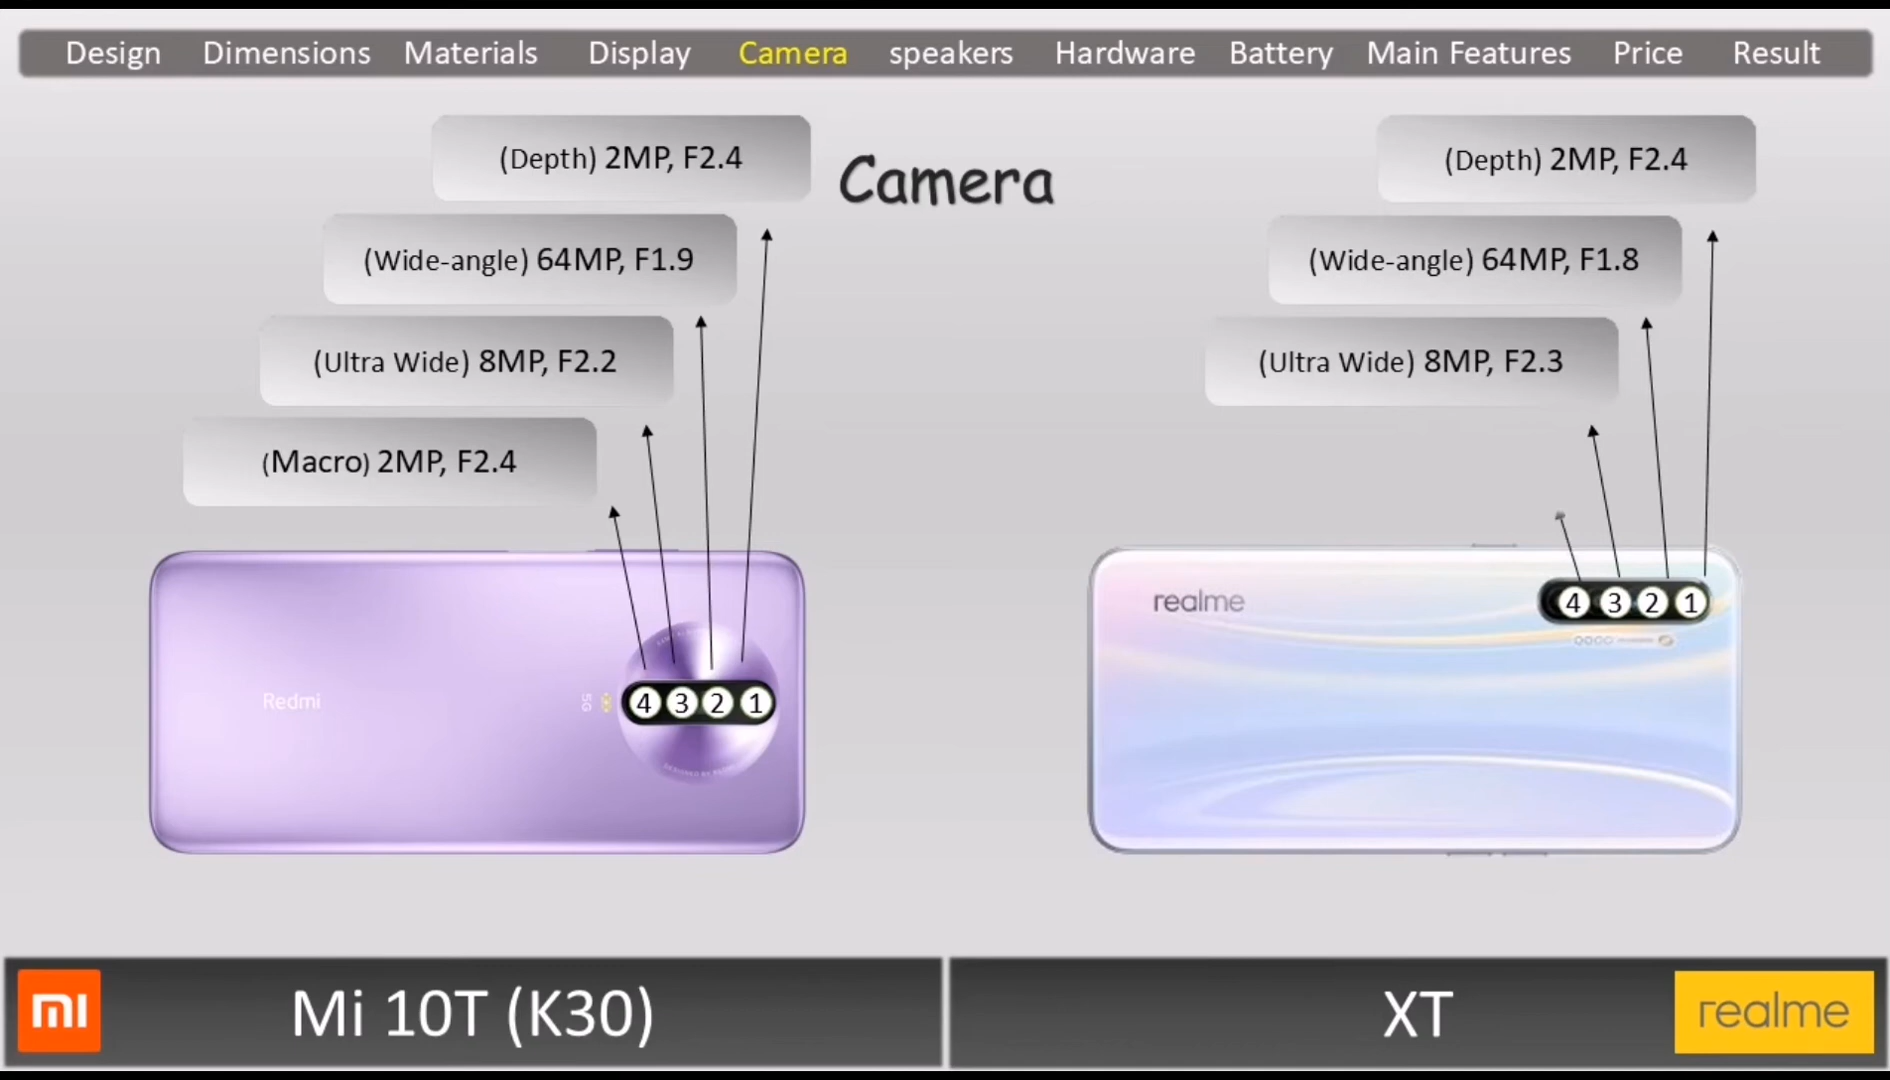 Design Dimensions Materials Display Camera speakers Hardware Battery Main Features Price Result
Camera
(Depth) 2MP, F2.4
(Wide-angle) 64MP, F1.9
(Ultra Wide) 8MP, F2.2
(Macro) 2MP, F2.4
Redmi
5G
4 3 2 1
DESIGNED BY REDMI
(Depth) 2MP, F2.4
(Wide-angle) 64MP, F1.8
(Ultra Wide) 8MP, F2.3
realme
4 3 2 1
mi
Mi 10T (K30)
XT
realme